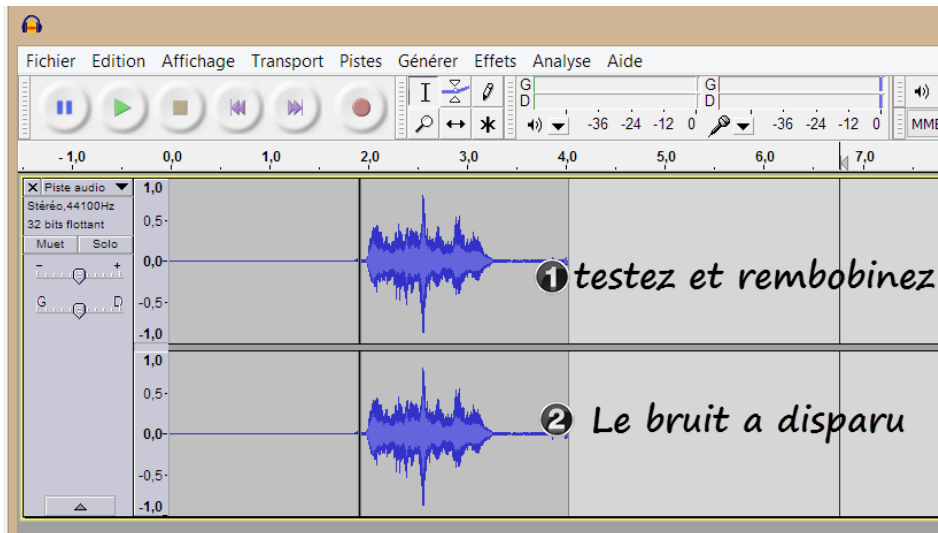 Fichier Edition Affichage Transport Pistes Générer Effets Analyse Aide
G
D
-36 -24 -12 0
G
D
-36 -24 -12 0
MME
- 1,0 0,0 1,0 2,0 3,0 4,0 5,0 6,0 7,0
X Piste audio
Stéréo,44100Hz
32 bits flottant
Muet Solo
- +
G D
1,0
0,5
0,0
-0,5
-1,0
1 testez et rembobinez
1,0
0,5
0,0
-0,5
-1,0
2 Le bruit a disparu